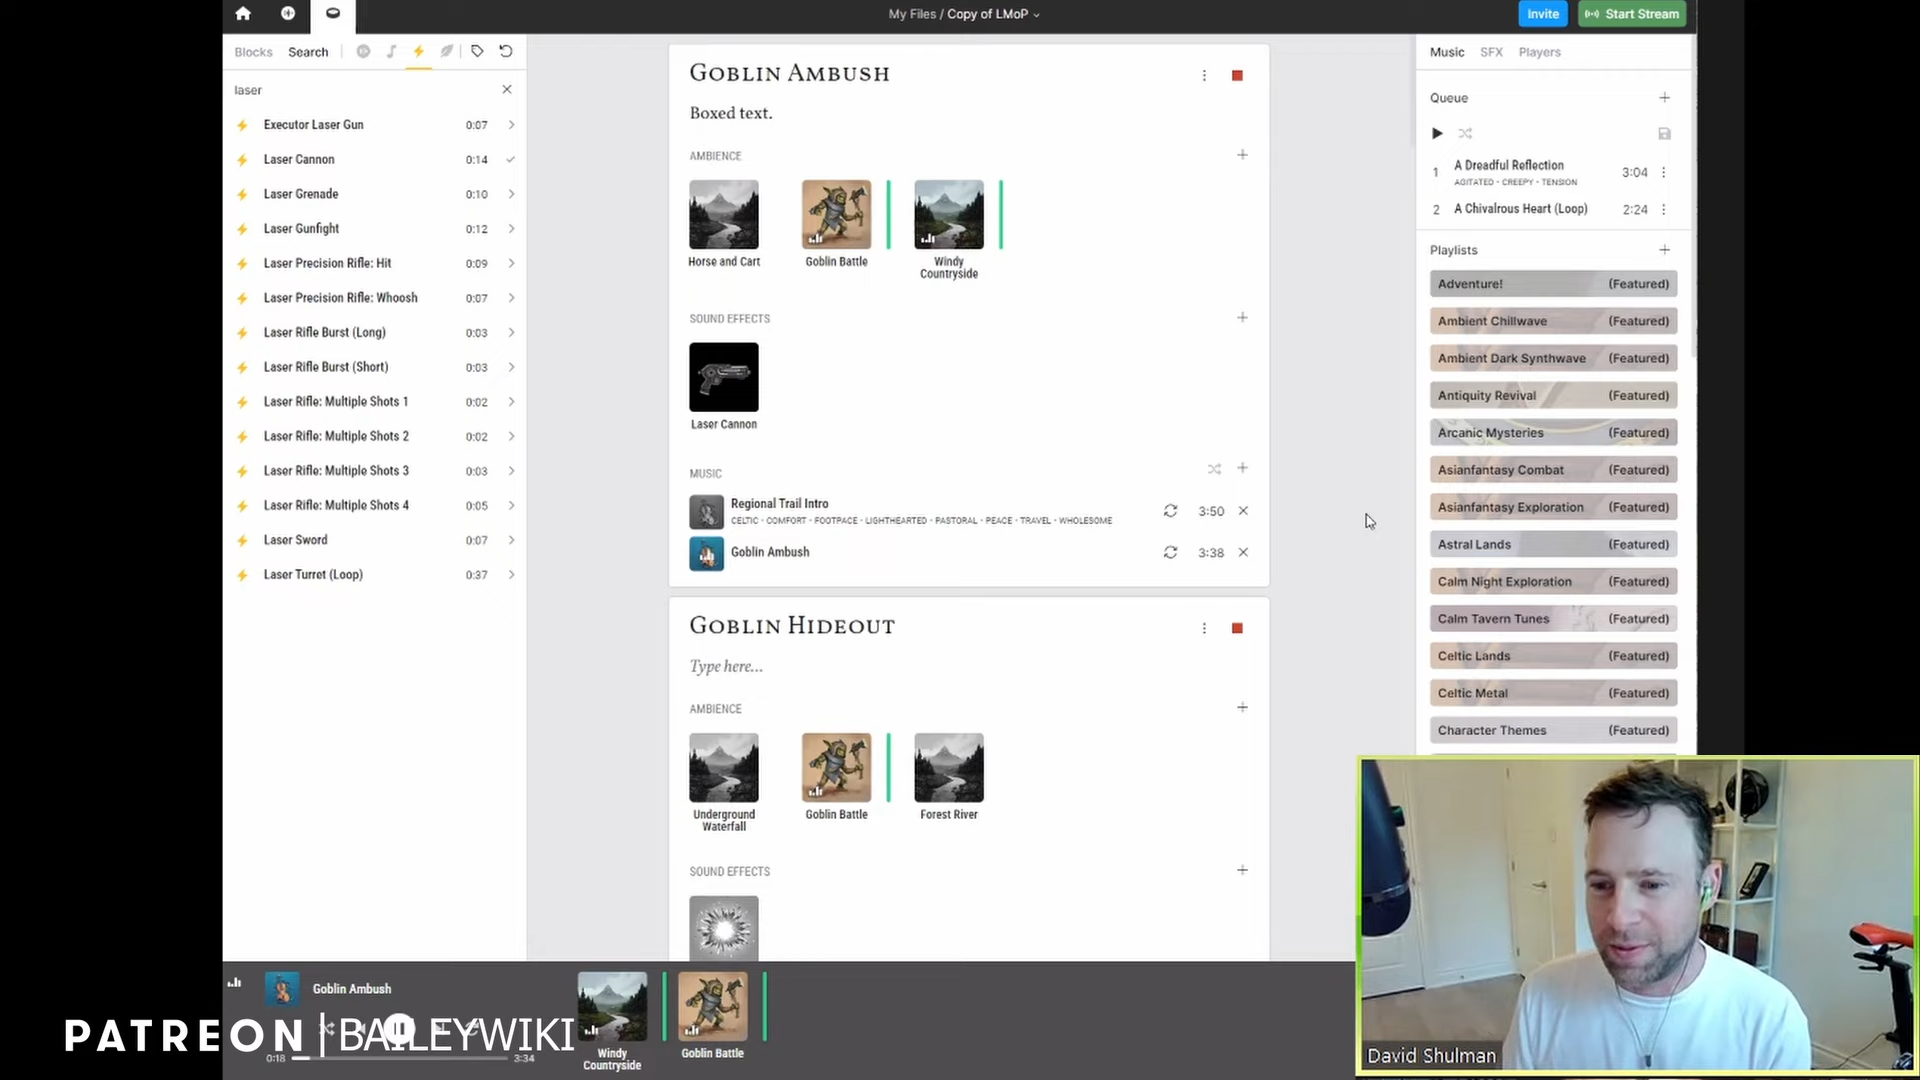 My Files / Copy of LMoP
Invite
Start Stream
Blocks
Search
laser
Executor Laser Gun 0:07
Laser Cannon 0:14
Laser Grenade 0:10
Laser Gunfight 0:12
Laser Precision Rifle: Hit 0:09
Laser Precision Rifle: Whoosh 0:07
Laser Rifle Burst (Long) 0:03
Laser Rifle Burst (Short) 0:03
Laser Rifle: Multiple Shots 1 0:02
Laser Rifle: Multiple Shots 2 0:02
Laser Rifle: Multiple Shots 3 0:03
Laser Rifle: Multiple Shots 4 0:05
Laser Sword 0:07
Laser Turret (Loop) 0:37
Goblin Ambush
Boxed text.
AMBIENCE
Horse and Cart
Goblin Battle
Windy
Countryside
SOUND EFFECTS
Laser Cannon
MUSIC
Regional Trail Intro
CELTIC - COMFORT - FOOTPACE - LIGHTHEARTED - PASTORAL - PEACE - TRAVEL - WHOLESOME
3:50
Goblin Ambush 3:38
Goblin Hideout
Type here...
AMBIENCE
Underground
Waterfall
Goblin Battle
Forest River
SOUND EFFECTS
Music SFX Players
Queue
1 A Dreadful Reflection 3:04
AGITATED - CREEPY - TENSION
2 A Chivalrous Heart (Loop) 2:24
Playlists
Adventure! (Featured)
Ambient Chillwave (Featured)
Ambient Dark Synthwave (Featured)
Antiquity Revival (Featured)
Arcanic Mysteries (Featured)
Asianfantasy Combat (Featured)
Asianfantasy Exploration (Featured)
Astral Lands (Featured)
Calm Night Exploration (Featured)
Calm Tavern Tunes (Featured)
Celtic Lands (Featured)
Celtic Metal (Featured)
Character Themes (Featured)
Goblin Ambush
0:18
3:34
Windy
Countryside
Goblin Battle
PATREON | BAILEYWIKI
David Shulman